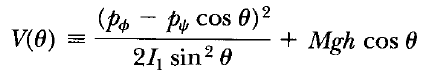 V(θ) ≡ (p_ϕ − p_ψ cos θ)² / 2I₁ sin² θ + Mgh cos θ